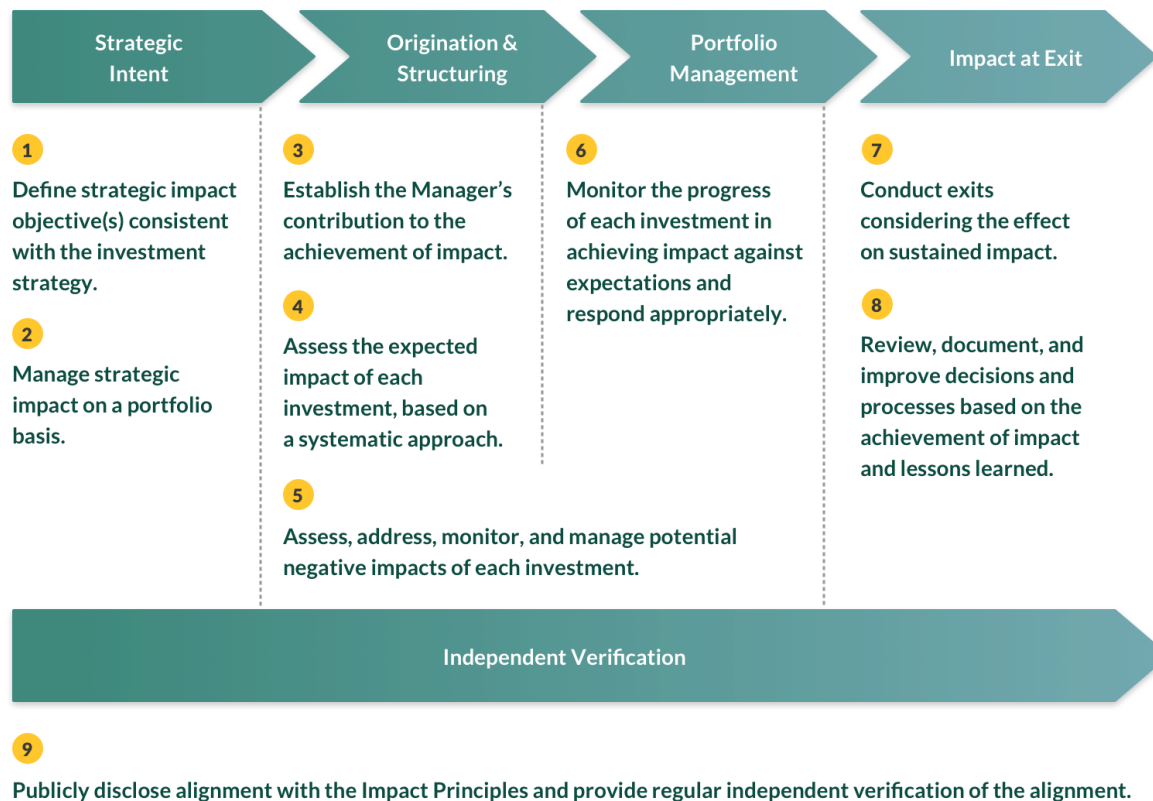 Strategic
Intent
Origination &
Structuring
Portfolio
Management
Impact at Exit
1
Define strategic impact
objective(s) consistent
with the investment
strategy.
2
Manage strategic
impact on a portfolio
basis.
3
Establish the Manager’s
contribution to the
achievement of impact.
4
Assess the expected
impact of each
investment, based on
a systematic approach.
5
Assess, address, monitor, and manage potential
negative impacts of each investment.
6
Monitor the progress
of each investment in
achieving impact against
expectations and
respond appropriately.
7
Conduct exits
considering the effect
on sustained impact.
8
Review, document, and
improve decisions and
processes based on the
achievement of impact
and lessons learned.
Independent Verification
9
Publicly disclose alignment with the Impact Principles and provide regular independent verification of the alignment.